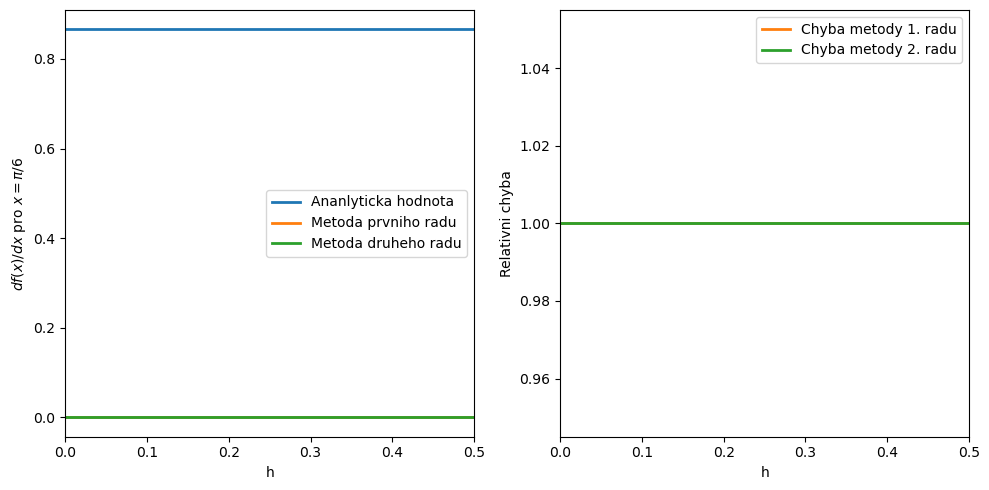 0.8
0.6
0.4
0.2
0.0
0.0 0.1 0.2 0.3 0.4 0.5
h
df(x)/dx pro x = π/6
Ananlyticka hodnota
Metoda prvniho radu
Metoda druheho radu
1.04
1.02
1.00
0.98
0.96
0.0 0.1 0.2 0.3 0.4 0.5
h
Relativni chyba
Chyba metody 1. radu
Chyba metody 2. radu